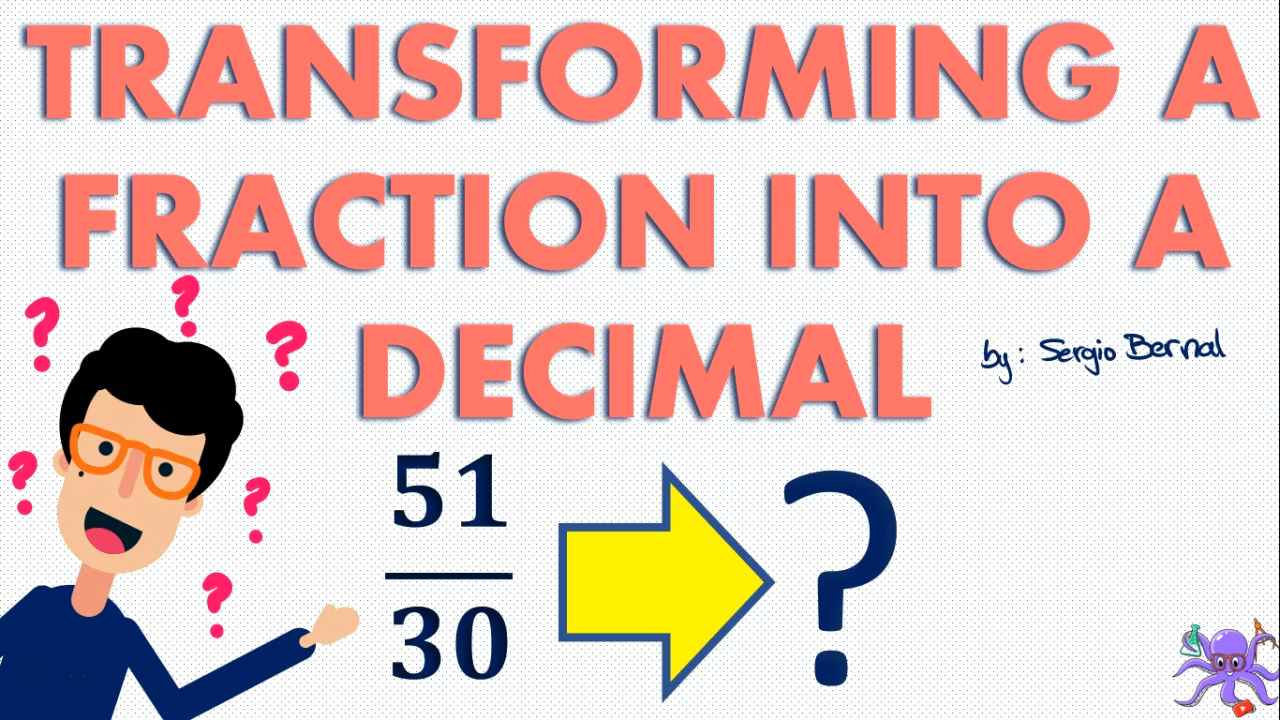 TRANSFORMING A
FRACTION INTO A
DECIMAL
by: Sergio Bernal
51
30
?